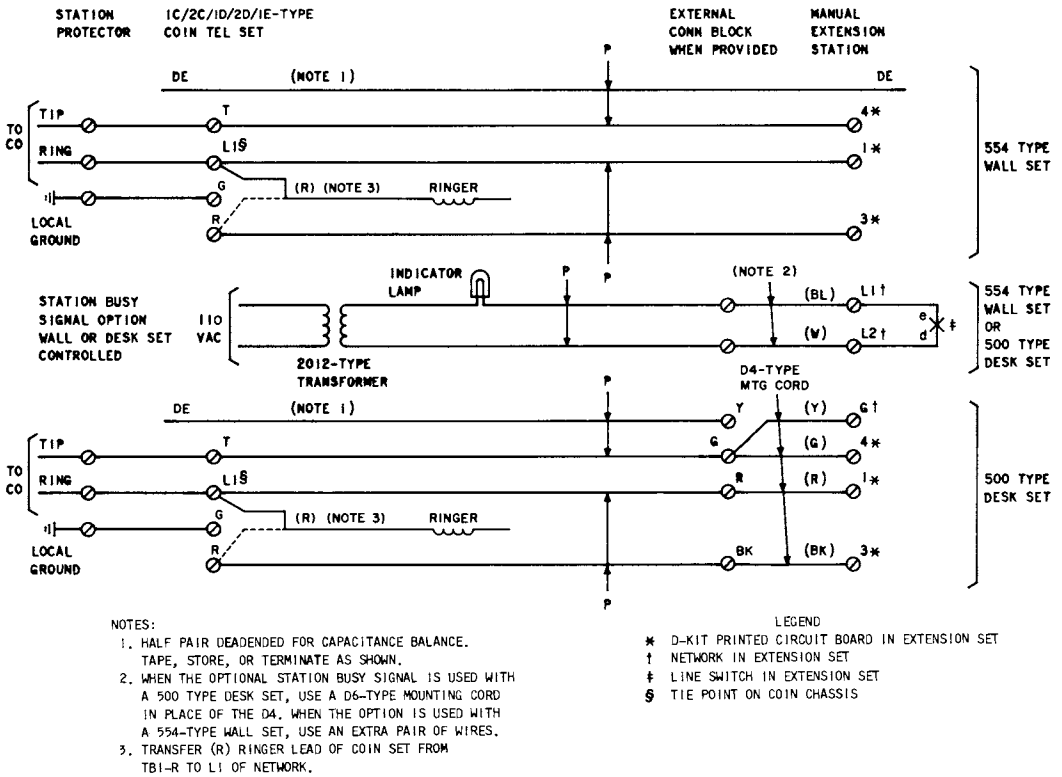 STATION PROTECTOR
1C/2C/1D/2D/1E-TYPE COIN TEL SET
EXTERNAL CONN BLOCK WHEN PROVIDED
MANUAL EXTENSION STATION
P
DE (NOTE 1) DE
TO CO
TIP T 4*
RING L1§ 1*
G (R) (NOTE 3) RINGER
LOCAL GROUND
R 3*
P
554 TYPE WALL SET
STATION BUSY SIGNAL OPTION WALL OR DESK SET CONTROLLED
110 VAC
2012-TYPE TRANSFORMER
INDICATOR LAMP
P
(NOTE 2)
(BL) L1†
(W) L2†
e
d
‡
554 TYPE WALL SET OR 500 TYPE DESK SET
D4-TYPE MTG CORD
P
DE (NOTE 1) Y (Y) G†
TO CO
TIP T G (G) 4*
RING L1§ R (R) 1*
G (R) (NOTE 3) RINGER
LOCAL GROUND
R BK (BK) 3*
P
500 TYPE DESK SET
NOTES:
1. HALF PAIR DEADENDED FOR CAPACITANCE BALANCE.
TAPE, STORE, OR TERMINATE AS SHOWN.
2. WHEN THE OPTIONAL STATION BUSY SIGNAL IS USED WITH
A 500 TYPE DESK SET, USE A D6-TYPE MOUNTING CORD
IN PLACE OF THE D4. WHEN THE OPTION IS USED WITH
A 554-TYPE WALL SET, USE AN EXTRA PAIR OF WIRES.
3. TRANSFER (R) RINGER LEAD OF COIN SET FROM
TB1-R TO L1 OF NETWORK.
LEGEND
* D-KIT PRINTED CIRCUIT BOARD IN EXTENSION SET
† NETWORK IN EXTENSION SET
‡ LINE SWITCH IN EXTENSION SET
§ TIE POINT ON COIN CHASSIS